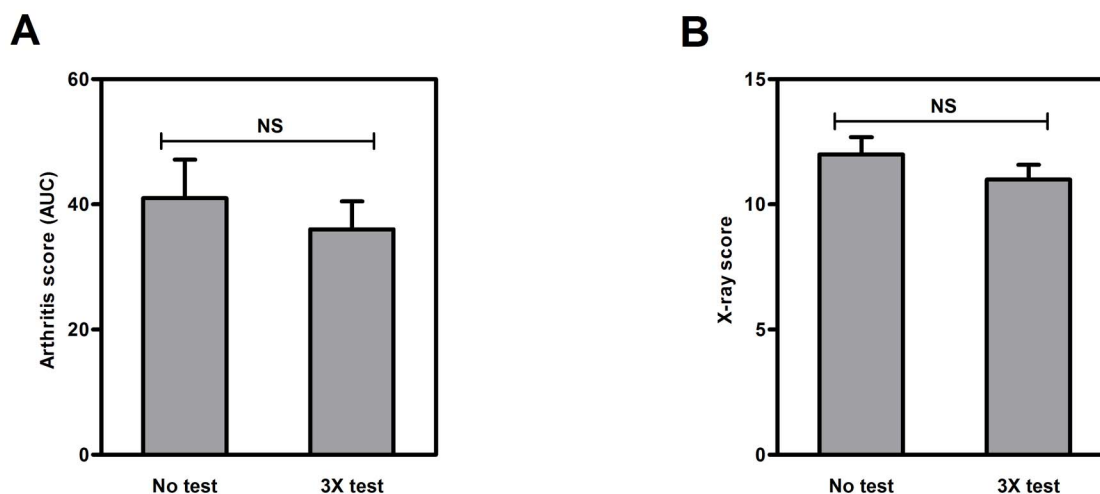 A
Arthritis score (AUC)
60
40
20
0
NS
No test
3X test
B
X-ray score
15
10
5
0
NS
No test
3X test